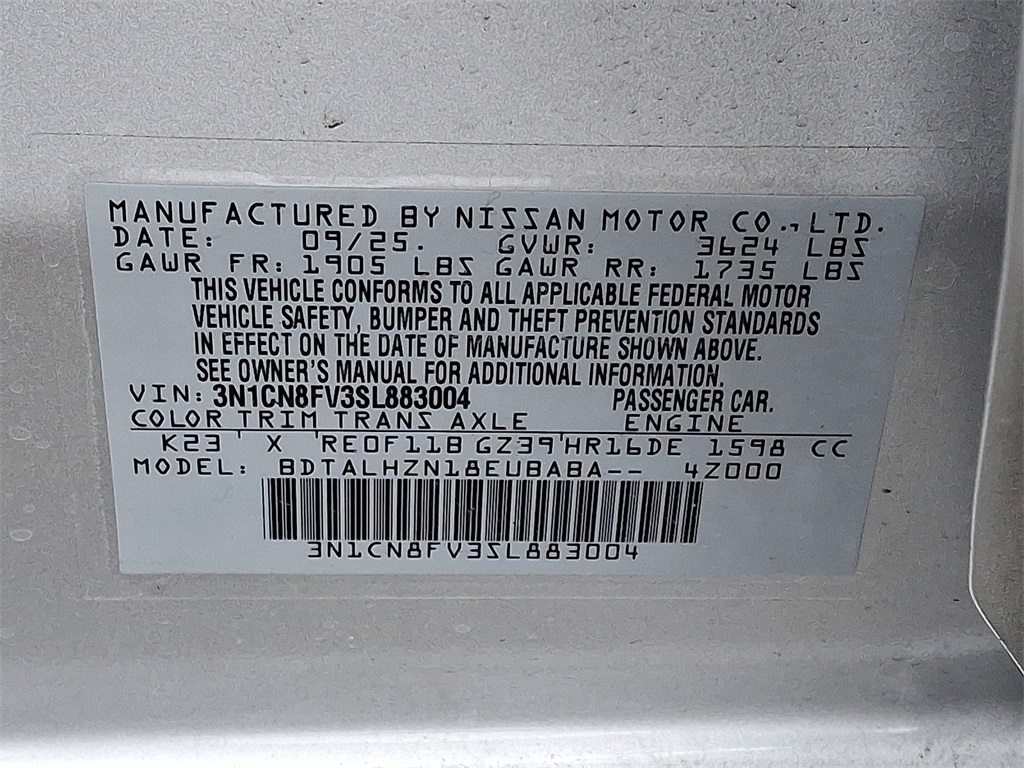 MANUFACTURED BY NISSAN MOTOR CO., LTD.
DATE: 09/25. GVWR: 3624 LBS
GAWR FR: 1905 LBS GAWR RR: 1735 LBS
THIS VEHICLE CONFORMS TO ALL APPLICABLE FEDERAL MOTOR
VEHICLE SAFETY, BUMPER AND THEFT PREVENTION STANDARDS
IN EFFECT ON THE DATE OF MANUFACTURE SHOWN ABOVE.
SEE OWNER'S MANUAL FOR ADDITIONAL INFORMATION.
VIN: 3N1CN8FV3SL883004 PASSENGER CAR.
COLOR TRIM TRANS AXLE ENGINE
K23 ' X 'RE0F11B GZ39'HR16DE 1598 CC
MODEL: BDTALHZN18EUBABA-- 4Z000
3N1CN8FV3SL883004